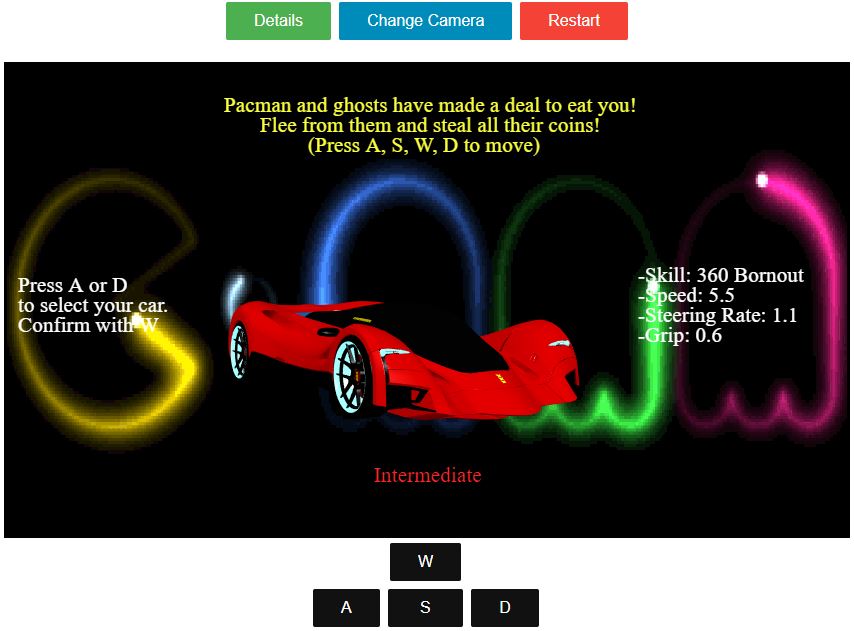 Details
Change Camera
Restart
Pacman and ghosts have made a deal to eat you!
Flee from them and steal all their coins!
(Press A, S, W, D to move)
Press A or D
to select your car.
Confirm with W
-Skill: 360 Bornout
-Speed: 5.5
-Steering Rate: 1.1
-Grip: 0.6
Intermediate
W
A
S
D